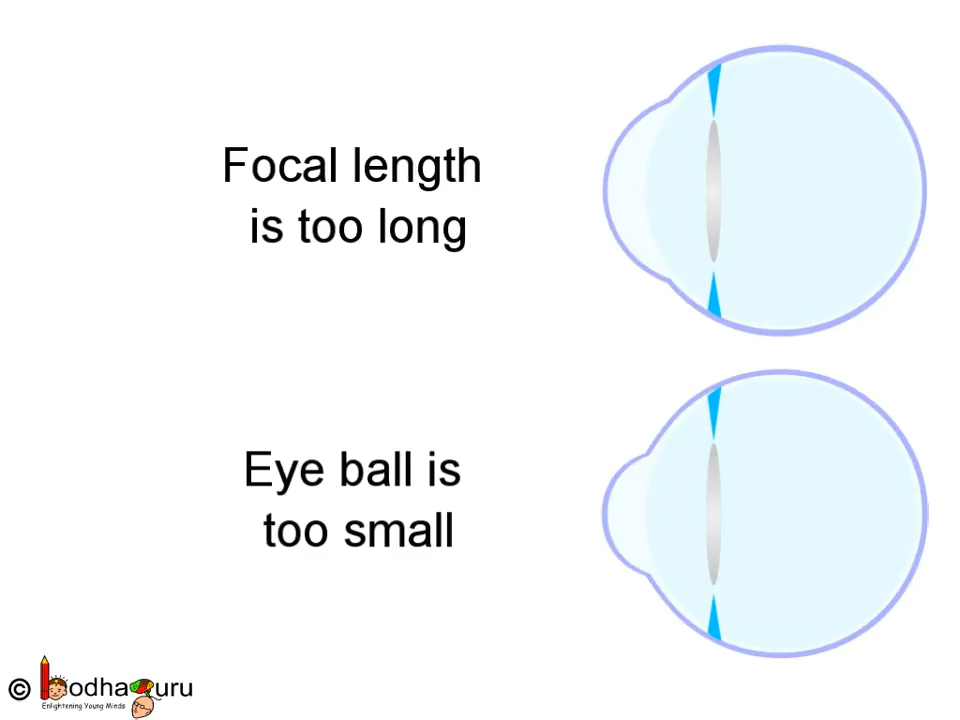 Focal length
is too long
Eye ball is
too small
© bodhaguru
Enlightening Young Minds